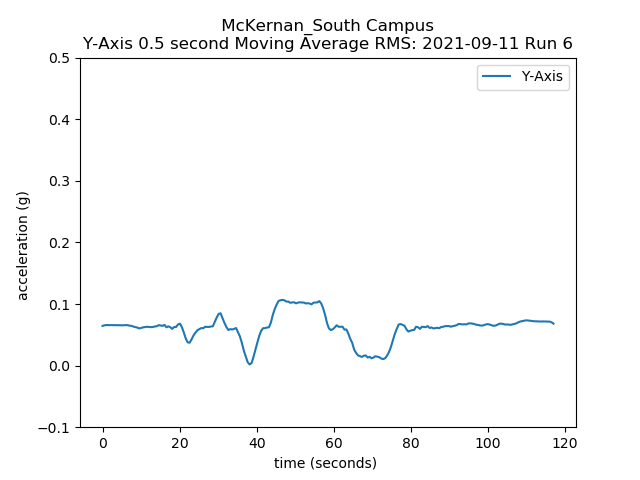 McKernan_South Campus
Y-Axis 0.5 second Moving Average RMS: 2021-09-11 Run 6
Y-Axis
0.5
0.4
0.3
0.2
0.1
0.0
−0.1
acceleration (g)
0 20 40 60 80 100 120
time (seconds)